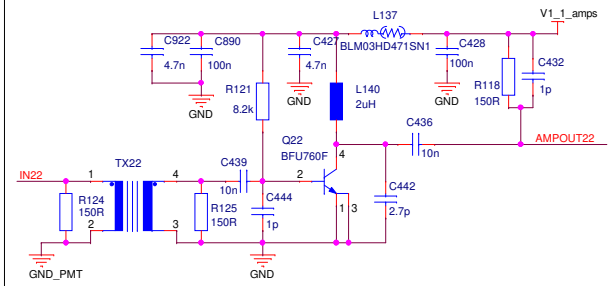 L137
V1_1_amps
C922
C890
C427
BLM03HD471SN1
C428
C432
4.7n
100n
4.7n
100n
1p
GND
R121
8.2k
GND
L140
2uH
GND
R118
150R
Q22
BFU760F
C436
10n
AMPOUT22
TX22
C439
10n
4
IN22
1
4
2
R124
150R
R125
150R
C444
1p
1
3
C442
2.7p
2
3
GND_PMT
GND